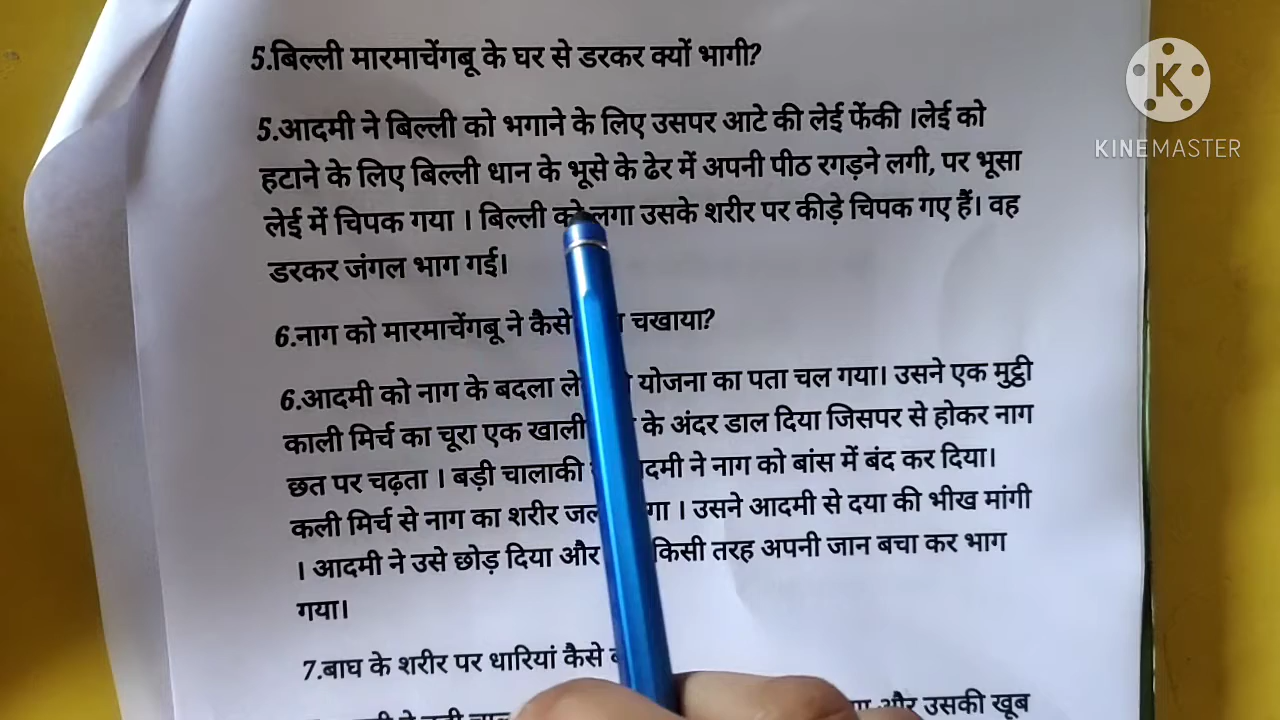 5.बिल्ली मारमाचेंगबू के घर से डरकर क्यों भागी?
5.आदमी ने बिल्ली को भगाने के लिए उसपर आटे की लेई फेंकी ।लेई को
हटाने के लिए बिल्ली धान के भूसे के ढेर में अपनी पीठ रगड़ने लगी, पर भूसा
लेई में चिपक गया । बिल्ली को लगा उसके शरीर पर कीड़े चिपक गए हैं। वह
डरकर जंगल भाग गई।
6.नाग को मारमाचेंगबू ने कैसे चखाया?
6.आदमी को नाग के बदला योजना का पता चल गया। उसने एक मुट्ठी
काली मिर्च का चूरा एक खाली के अंदर डाल दिया जिसपर से होकर नाग
छत पर चढ़ता । बड़ी चालाकी ने नाग को बांस में बंद कर दिया।
कली मिर्च से नाग का शरीर । उसने आदमी से दया की भीख मांगी
। आदमी ने उसे छोड़ दिया और किसी तरह अपनी जान बचा कर भाग
गया।
7.बाघ के शरीर पर धारियां कैसे
और उसकी खूब
KINEMASTER